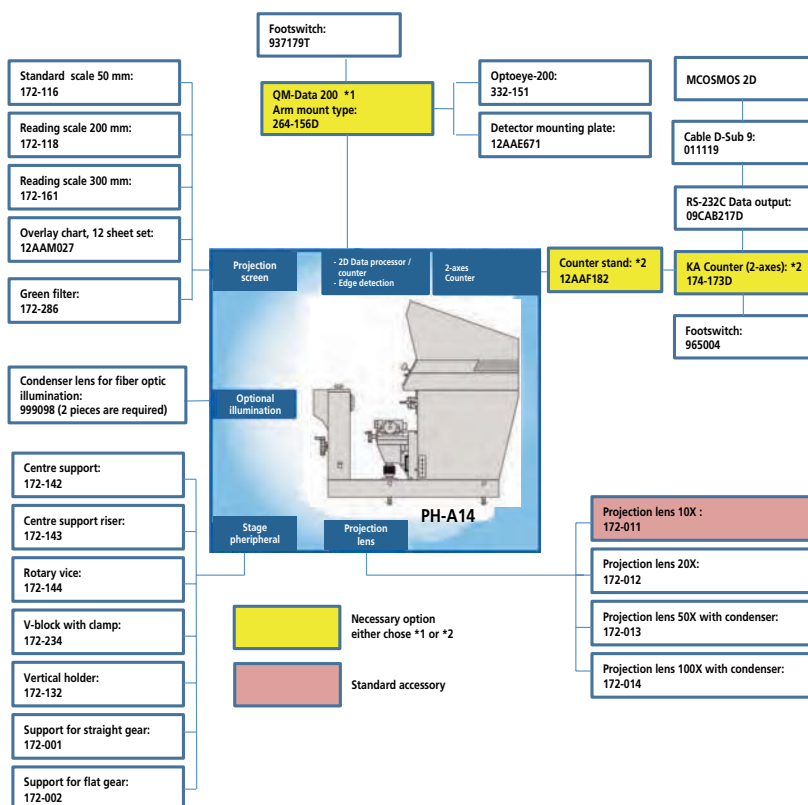 Footswitch:
937179T
Standard scale 50 mm:
172-116
Reading scale 200 mm:
172-118
Reading scale 300 mm:
172-161
Overlay chart, 12 sheet set:
12AAM027
Green filter:
172-286
QM-Data 200 *1
Arm mount type:
264-156D
Optoeye-200:
332-151
Detector mounting plate:
12AAE671
MCOSMOS 2D
Cable D-Sub 9:
011119
RS-232C Data output:
09CAB217D
Counter stand: *2
12AAF182
KA Counter (2-axes): *2
174-173D
Footswitch:
965004
Projection
screen
- 2D Data processor /
counter
- Edge detection
2-axes
Counter
Condenser lens for fiber optic
illumination:
999098 (2 pieces are required)
Optional
illumination
PH-A14
Stage
pheripheral
Projection
lens
Centre support:
172-142
Centre support riser:
172-143
Rotary vice:
172-144
V-block with clamp:
172-234
Vertical holder:
172-132
Support for straight gear:
172-001
Support for flat gear:
172-002
Necessary option
either chose *1 or *2
Standard accessory
Projection lens 10X :
172-011
Projection lens 20X:
172-012
Projection lens 50X with condenser:
172-013
Projection lens 100X with condenser:
172-014